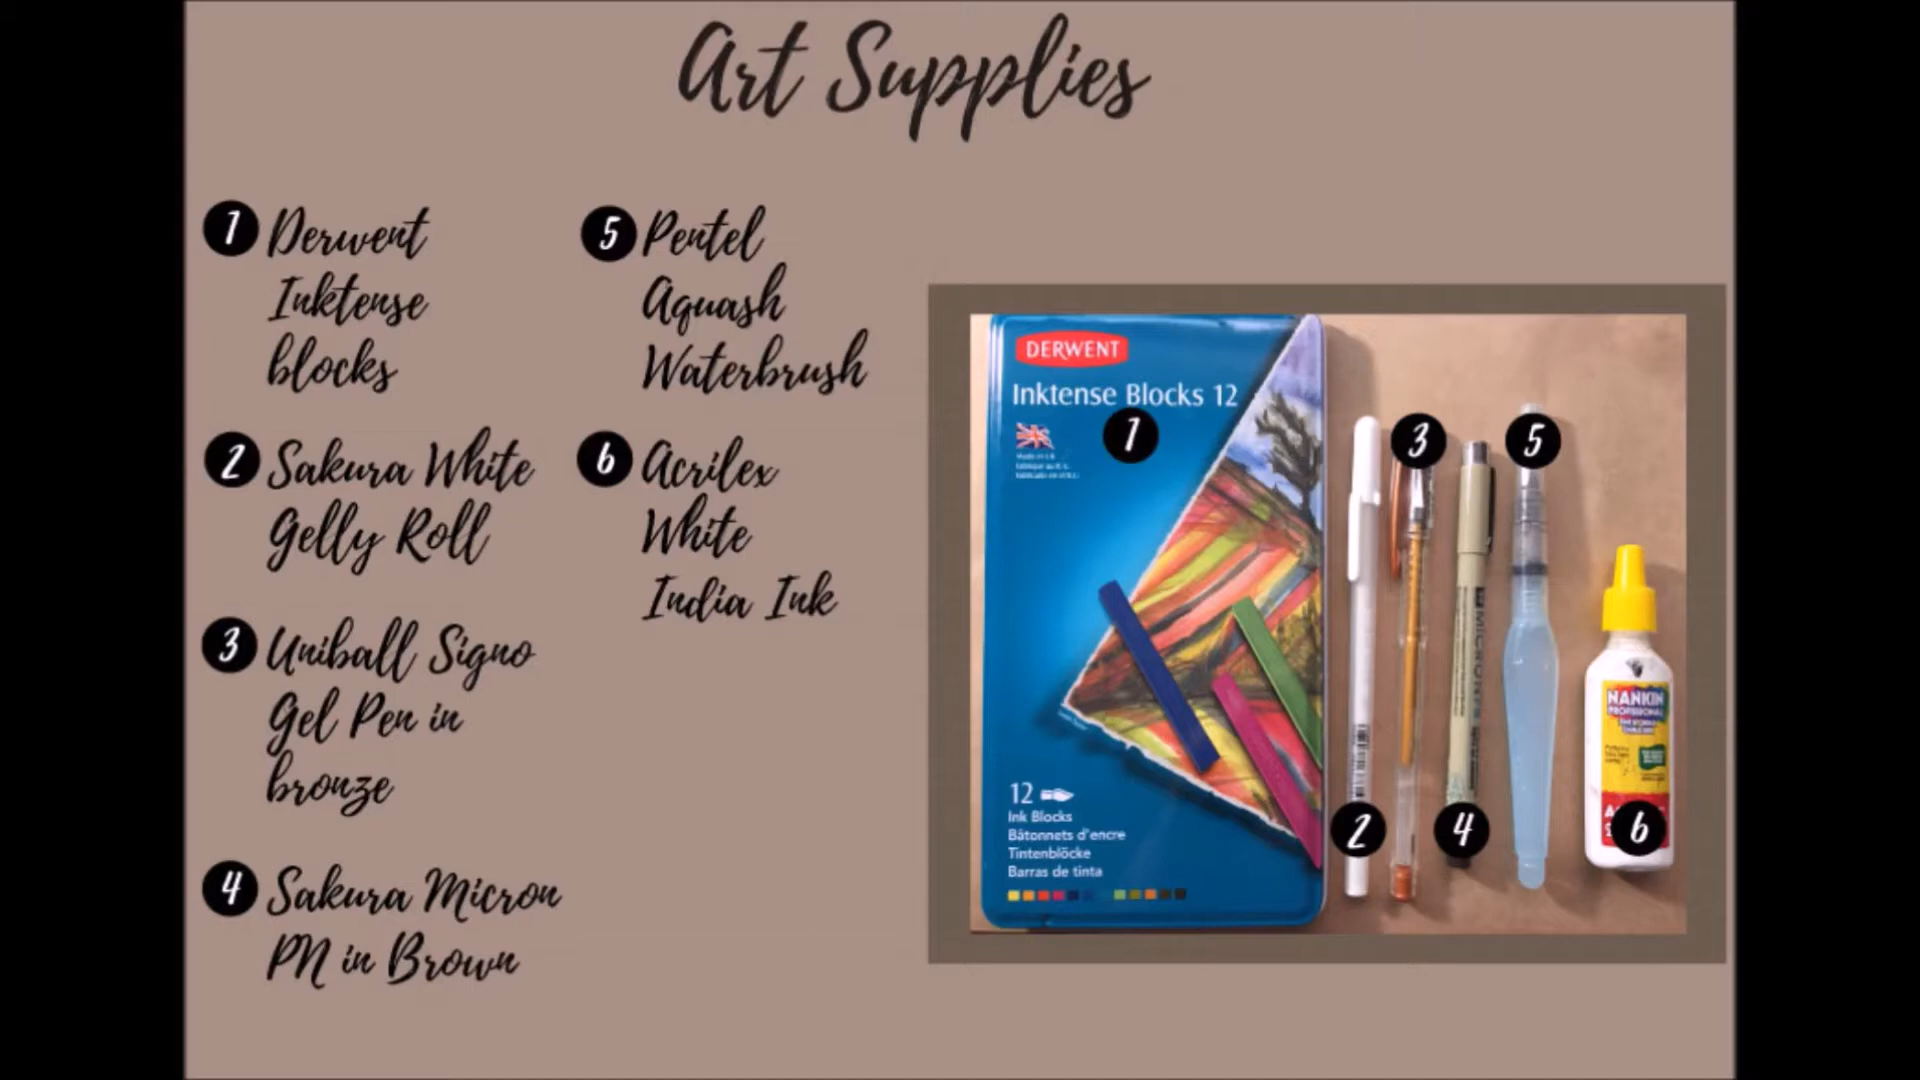 Art Supplies
1 Derwent
Inktense
blocks
2 Sakura White
Gelly Roll
3 Uniball Signo
Gel Pen in
bronze
4 Sakura Micron
PN in Brown
5 Pentel
Aquash
Waterbrush
6 Acrilex
White
India Ink
DERWENT
Inktense Blocks 12
1
12
Ink Blocks
Bâtonnets d'encre
Tintenblöcke
Barras de tinta
2
3
4
MICRON
5
NANKIN
PROFISSIONAL
6